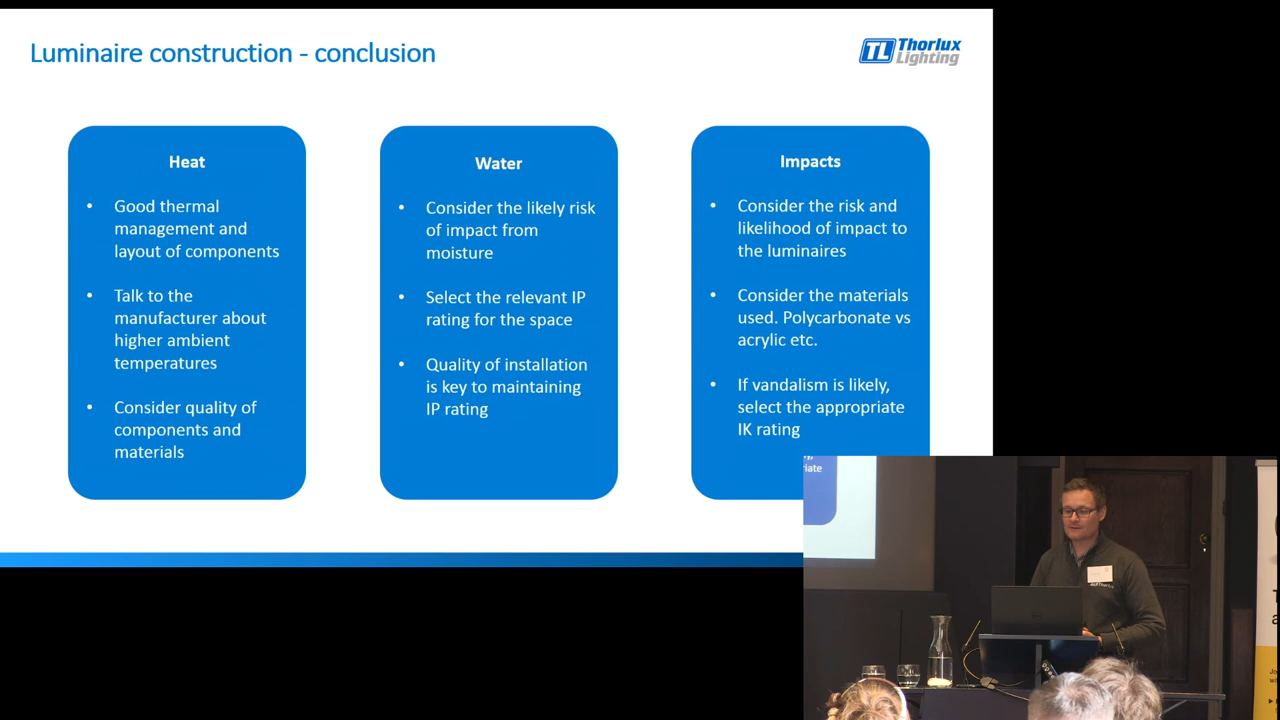 Luminaire construction - conclusion
TL Thorlux
Lighting
Heat
• Good thermal
management and
layout of components
• Talk to the
manufacturer about
higher ambient
temperatures
• Consider quality of
components and
materials
Water
• Consider the likely risk
of impact from
moisture
• Select the relevant IP
rating for the space
• Quality of installation
is key to maintaining
IP rating
Impacts
• Consider the risk and
likelihood of impact to
the luminaires
• Consider the materials
used. Polycarbonate vs
acrylic etc.
• If vandalism is likely,
select the appropriate
IK rating